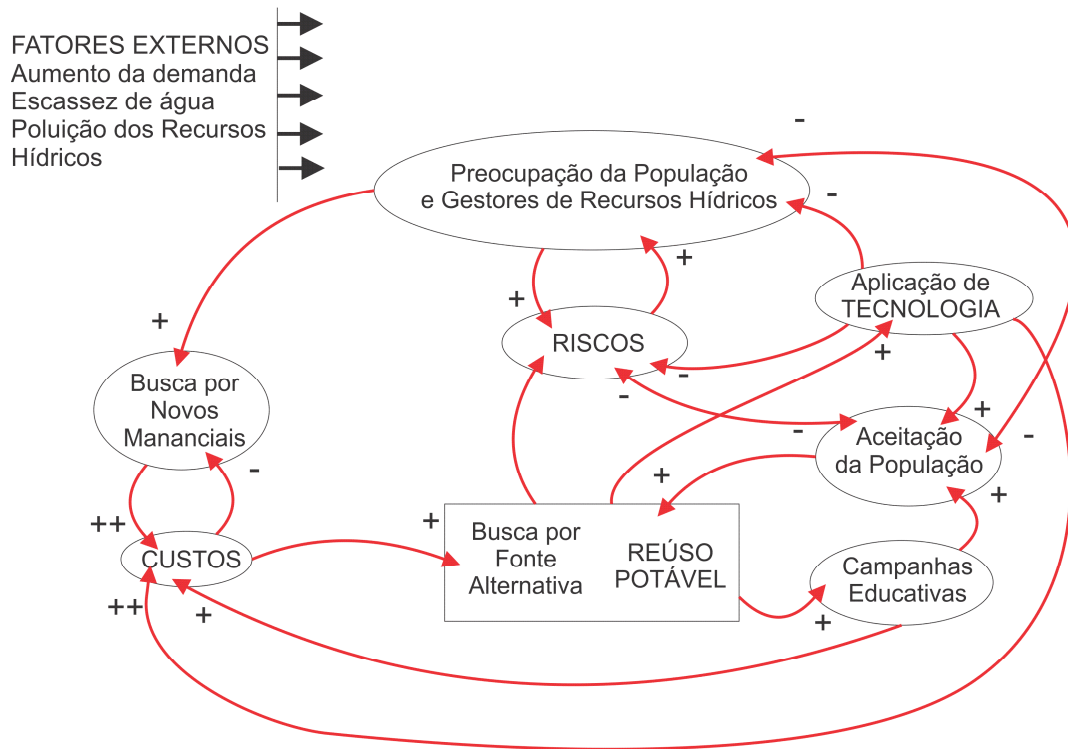 FATORES EXTERNOS
Aumento da demanda
Escassez de água
Poluição dos Recursos
Hídricos
-
Preocupação da População
e Gestores de Recursos Hídricos
-
+
+
Aplicação de
TECNOLOGIA
+
RISCOS
+
-
Busca por
Novos
Mananciais
-
+
-
-
Aceitação
da População
-
+
+
++
+
CUSTOS
Busca por
Fonte
Alternativa
REÚSO
POTÁVEL
Campanhas
Educativas
++
+
+